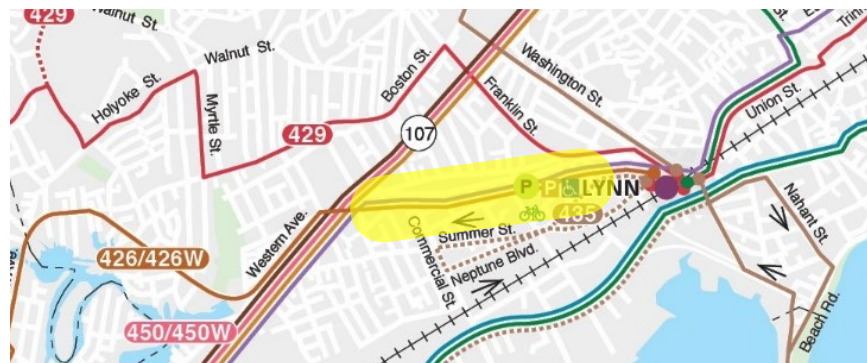 429
Walnut St.
Walnut St.
Holyoke St.
Myrtle St.
Boston St.
429
107
Franklin St.
Washington St.
Union St.
Western Ave.
P
P
LYNN
435
Summer St.
Commercial St.
Neptune Blvd.
Nahant St.
Beach Rd.
426/426W
450/450W